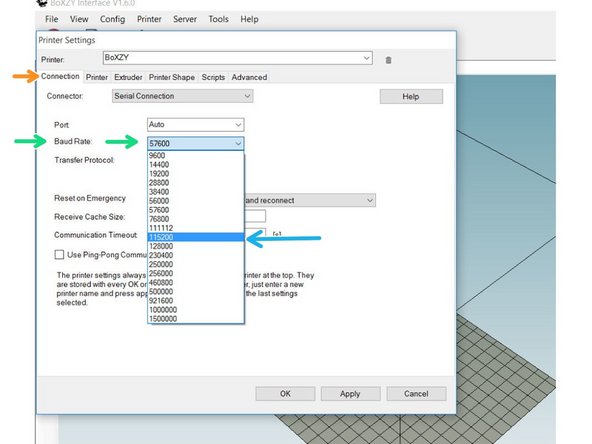 BoXZY Interface V1.6.0
File View Config Printer Server Tools Help
Printer Settings
Printer: BoXZY
Connection Printer Extruder Printer Shape Scripts Advanced
Connector: Serial Connection Help
Port: Auto
Baud Rate: 57600
9600
Transfer Protocol:
14400
19200
28800
38400
Reset on Emergency and reconnect
56000
57600
Receive Cache Size:
76800
111112
Communication Timeout:
115200
128000
Use Ping-Pong Commu
230400
250000
The printer settings always rinter at the top. They
256000
are stored with every OK or er, just enter a new
460800
printer name and press app the last settings
500000
selected.
921600
1000000
1500000
OK Apply Cancel